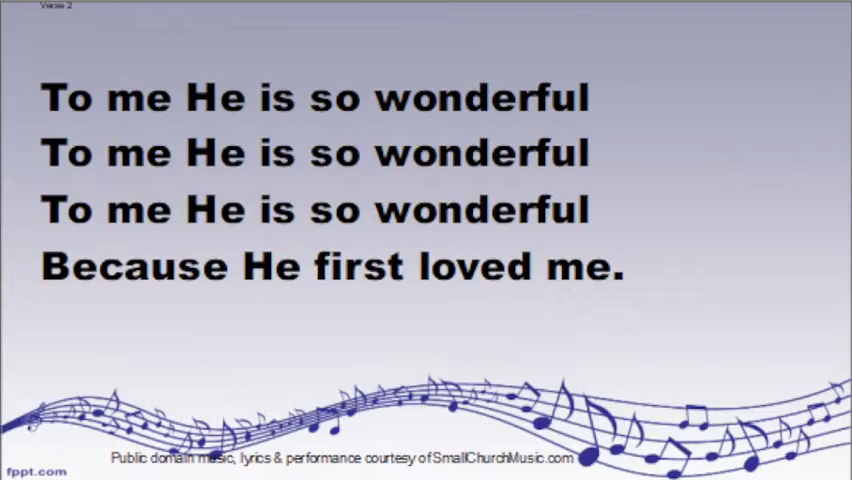 Verse 2
To me He is so wonderful
To me He is so wonderful
To me He is so wonderful
Because He first loved me.
Public domain music, lyrics & performance courtesy of SmallChurchMusic.com
fppt.com